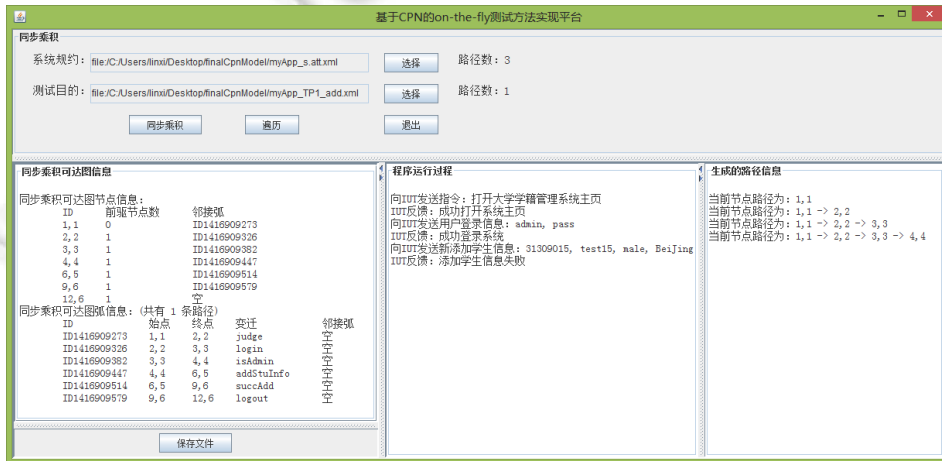 基于CPN的on-the-fly测试方法实现平台
同步乘积
系统规约: file:/C:/Users/linxi/Desktop/finalCpnModel/myApp_s.att.xml 选择 路径数: 3
测试目的: file:/C:/Users/linxi/Desktop/finalCpnModel/myApp_TP1_add.xml 选择 路径数: 1
同步乘积 遍历 退出
同步乘积可达图信息
同步乘积可达图节点信息:
ID 前驱节点数 邻接弧
1,1 0 ID1416909273
2,2 1 ID1416909326
3,3 1 ID1416909382
4,4 1 ID1416909447
6,5 1 ID1416909514
9,6 1 ID1416909579
12,6 1 空
同步乘积可达图弧信息: (共有 1 条路径)
ID 始点 终点 变迁 邻接弧
ID1416909273 1,1 2,2 judge 空
ID1416909326 2,2 3,3 login 空
ID1416909382 3,3 4,4 isAdmin 空
ID1416909447 4,4 6,5 addStuInfo 空
ID1416909514 6,5 9,6 succAdd 空
ID1416909579 9,6 12,6 logout 空
保存文件
程序运行过程
向IUT发送指令: 打开大学学籍管理系统主页
IUT反馈: 成功打开系统主页
向IUT发送用户登录信息: admin, pass
IUT反馈: 成功登录系统
向IUT发送新添加学生信息: 31309015, test15, male, BeiJing
IUT反馈: 添加学生信息失败
生成的路径信息
当前节点路径为: 1,1
当前节点路径为: 1,1 -> 2,2
当前节点路径为: 1,1 -> 2,2 -> 3,3
当前节点路径为: 1,1 -> 2,2 -> 3,3 -> 4,4